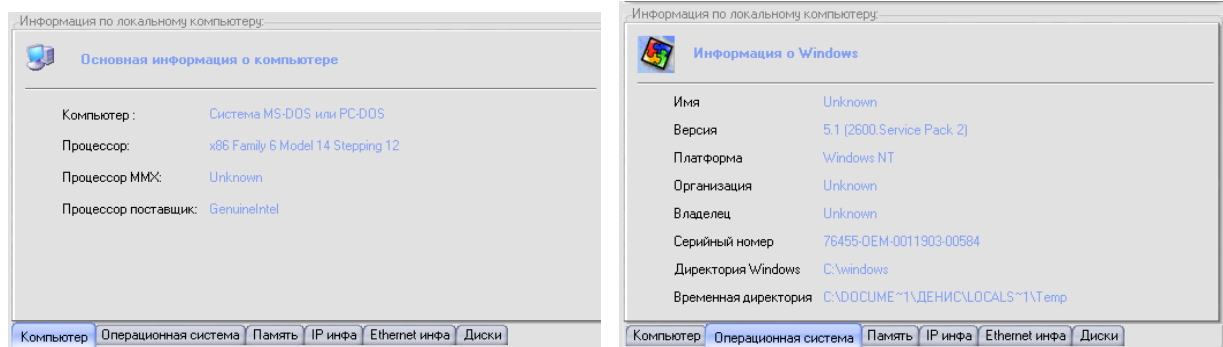 Информация по локальному компьютеру:
Основная информация о компьютере
Компьютер : Система MS-DOS или PC-DOS
Процессор: x86 Family 6 Model 14 Stepping 12
Процессор MMX: Unknown
Процессор поставщик: GenuineIntel
Компьютер Операционная система Память IP инфа Ethernet инфа Диски
Информация по локальному компьютеру:
Информация о Windows
Имя Unknown
Версия 5.1 (2600.Service Pack 2)
Платформа Windows NT
Организация Unknown
Владелец Unknown
Серийный номер 76455-OEM-0011903-00584
Директория Windows C:\windows
Временная директория C:\DOCUME~1\ДЕНИС\LOCALS~1\Temp
Компьютер Операционная система Память IP инфа Ethernet инфа Диски